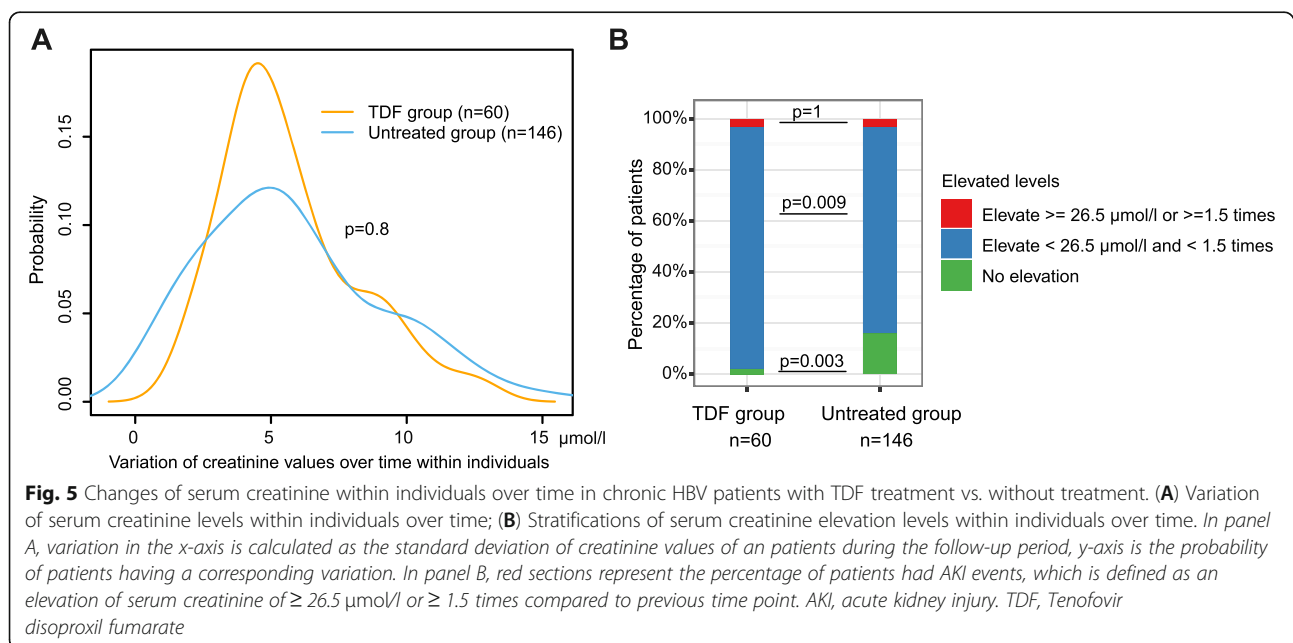 A
TDF group (n=60)
Untreated group (n=146)
p=0.8
Probability
0.00
0.05
0.10
0.15
0
5
10
15
µmol/l
Variation of creatinine values over time within individuals
B
Percentage of patients
100%
80%
60%
40%
20%
0%
p=1
p=0.009
p=0.003
TDF group
n=60
Untreated group
n=146
Elevated levels
Elevate >= 26.5 µmol/l or >=1.5 times
Elevate < 26.5 µmol/l and < 1.5 times
No elevation
Fig. 5 Changes of serum creatinine within individuals over time in chronic HBV patients with TDF treatment vs. without treatment. (A) Variation
of serum creatinine levels within individuals over time; (B) Stratifications of serum creatinine elevation levels within individuals over time. In panel
A, variation in the x-axis is calculated as the standard deviation of creatinine values of an patients during the follow-up period, y-axis is the probability
of patients having a corresponding variation. In panel B, red sections represent the percentage of patients had AKI events, which is defined as an
elevation of serum creatinine of ≥ 26.5 µmol/l or ≥ 1.5 times compared to previous time point. AKI, acute kidney injury. TDF, Tenofovir
disoproxil fumarate